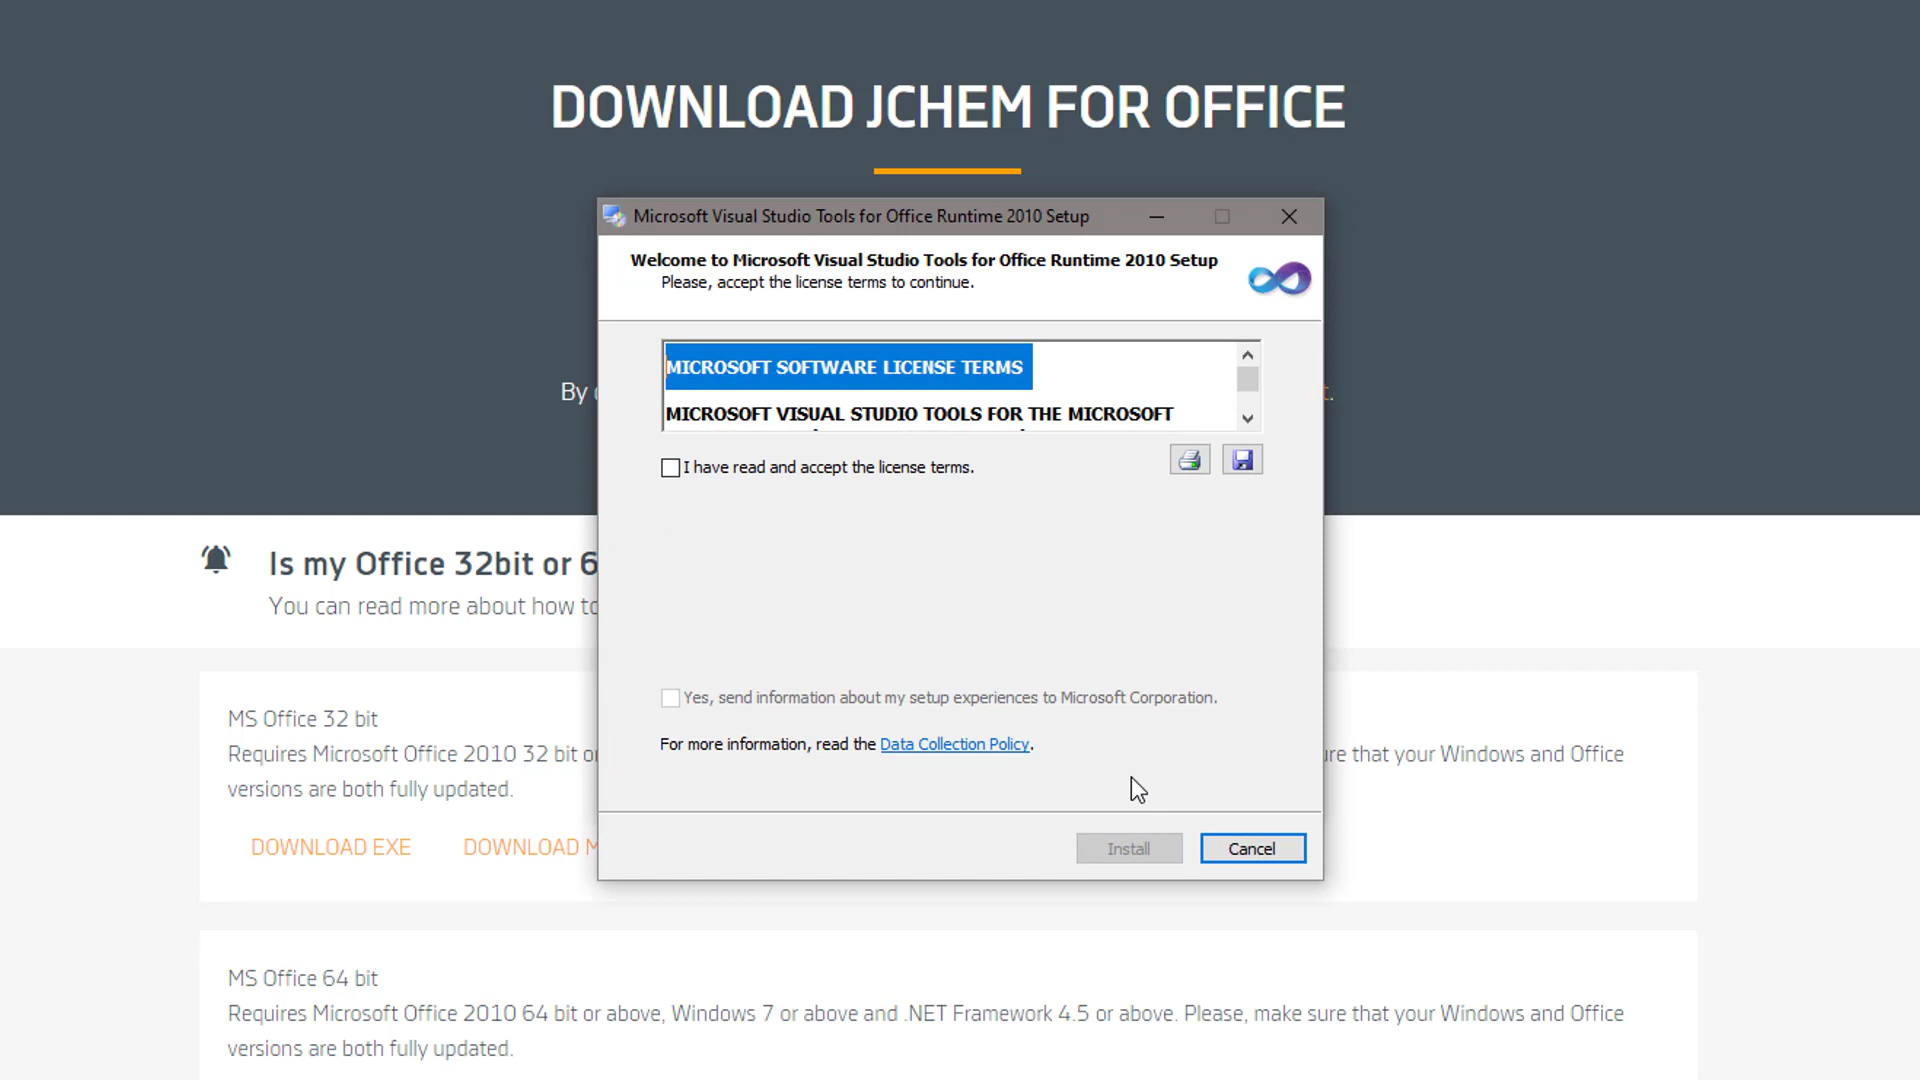 DOWNLOAD JCHEM FOR OFFICE
Microsoft Visual Studio Tools for Office Runtime 2010 Setup
Welcome to Microsoft Visual Studio Tools for Office Runtime 2010 Setup
Please, accept the license terms to continue.
MICROSOFT SOFTWARE LICENSE TERMS
MICROSOFT VISUAL STUDIO TOOLS FOR THE MICROSOFT
By
I have read and accept the license terms.
Is my Office 32bit or 6
You can read more about how to
Yes, send information about my setup experiences to Microsoft Corporation.
For more information, read the Data Collection Policy.
Install
Cancel
MS Office 32 bit
Requires Microsoft Office 2010 32 bit or
re that your Windows and Office
versions are both fully updated.
DOWNLOAD EXE
DOWNLOAD M
MS Office 64 bit
Requires Microsoft Office 2010 64 bit or above, Windows 7 or above and .NET Framework 4.5 or above. Please, make sure that your Windows and Office
versions are both fully updated.